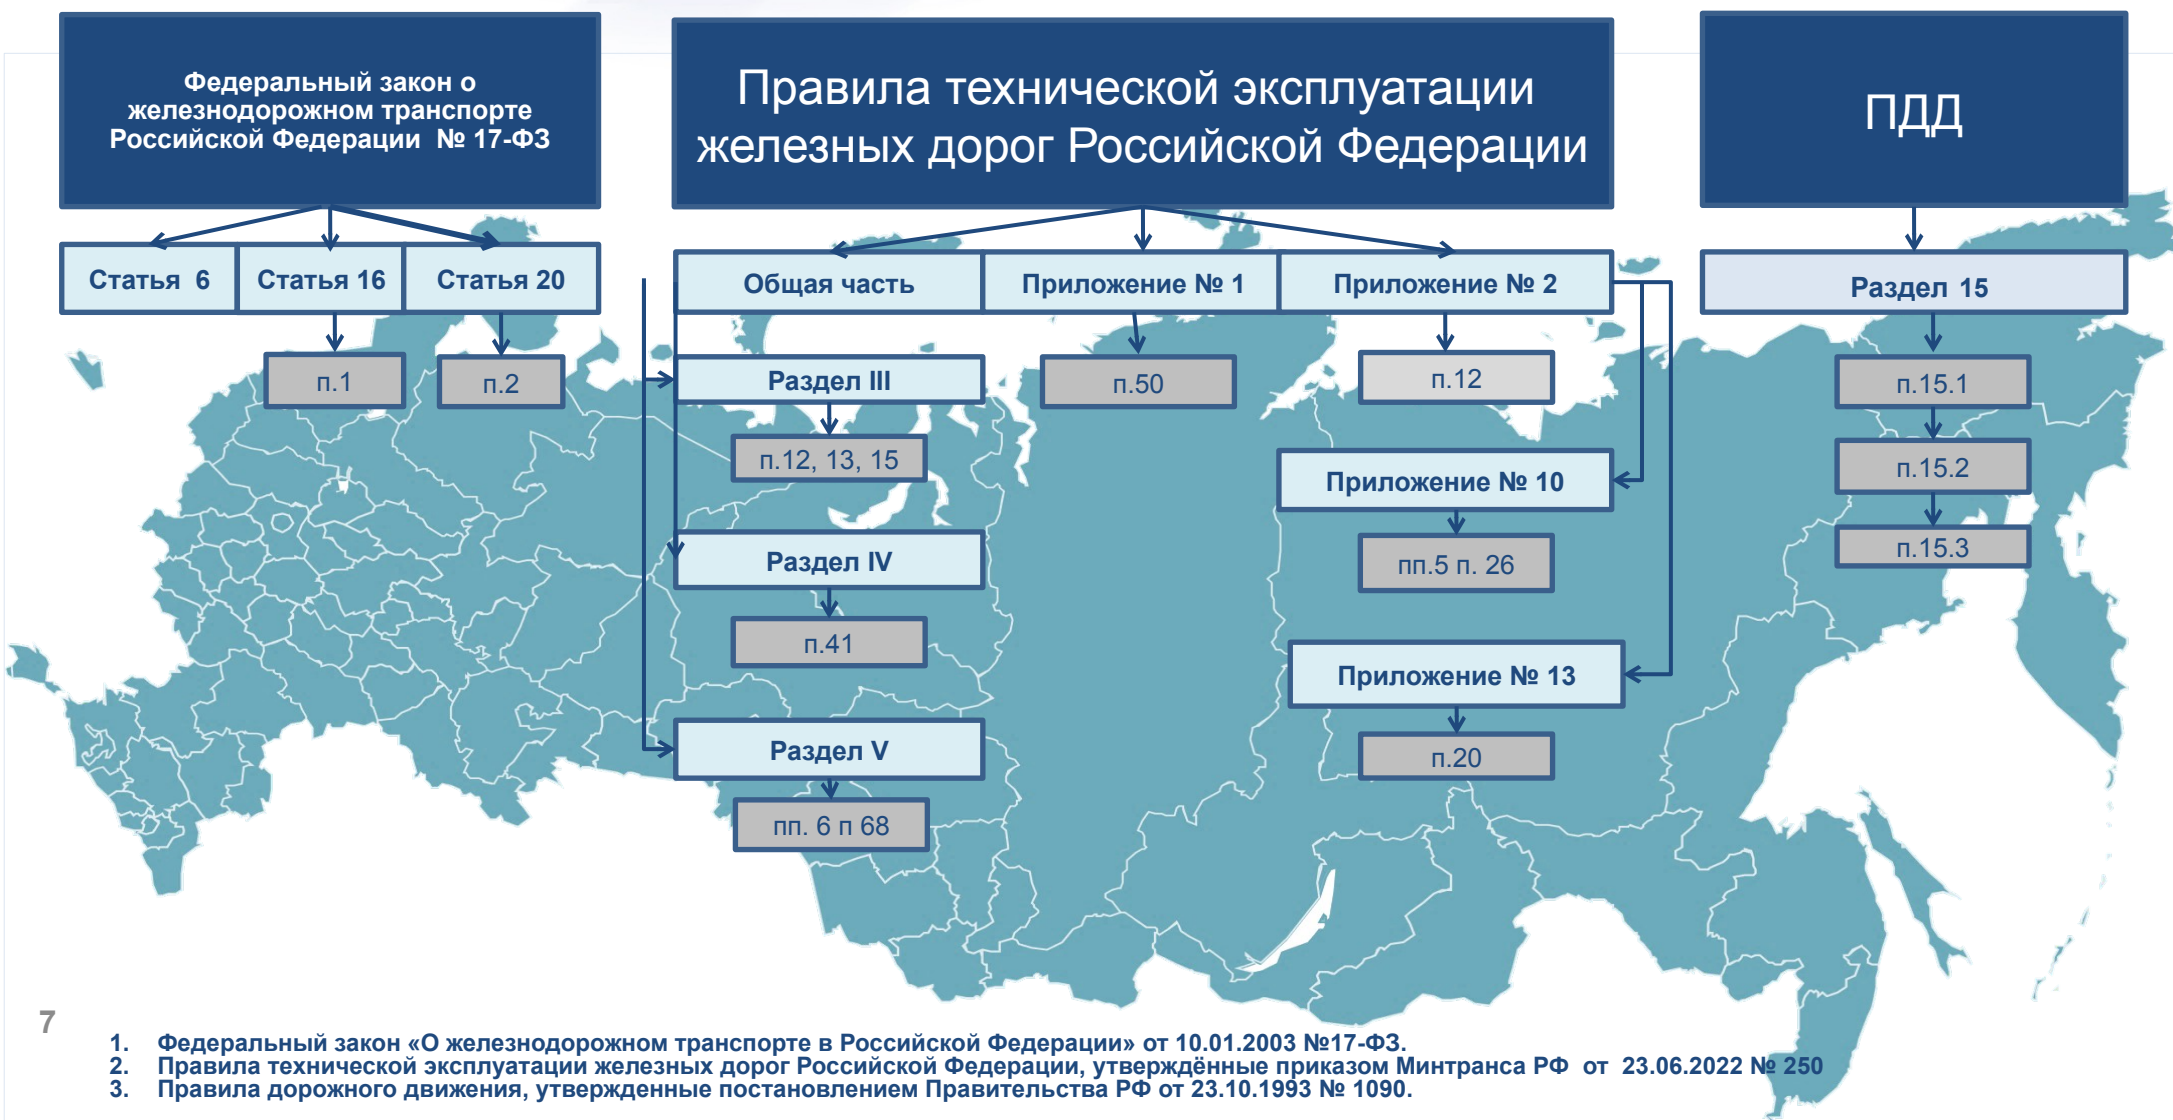 Федеральный закон о
железнодорожном транспорте
Российской Федерации № 17-ФЗ
Правила технической эксплуатации
железных дорог Российской Федерации
ПДД
Статья 6
Статья 16
Статья 20
Общая часть
Приложение № 1
Приложение № 2
Раздел 15
п.1
п.2
Раздел III
п.50
п.12
п.15.1
п.12, 13, 15
Приложение № 10
п.15.2
Раздел IV
пп.5 п. 26
п.15.3
п.41
Приложение № 13
Раздел V
п.20
пп. 6 п 68
7
1. Федеральный закон «О железнодорожном транспорте в Российской Федерации» от 10.01.2003 №17-ФЗ.
2. Правила технической эксплуатации железных дорог Российской Федерации, утверждённые приказом Минтранса РФ от 23.06.2022 № 250
3. Правила дорожного движения, утвержденные постановлением Правительства РФ от 23.10.1993 № 1090.